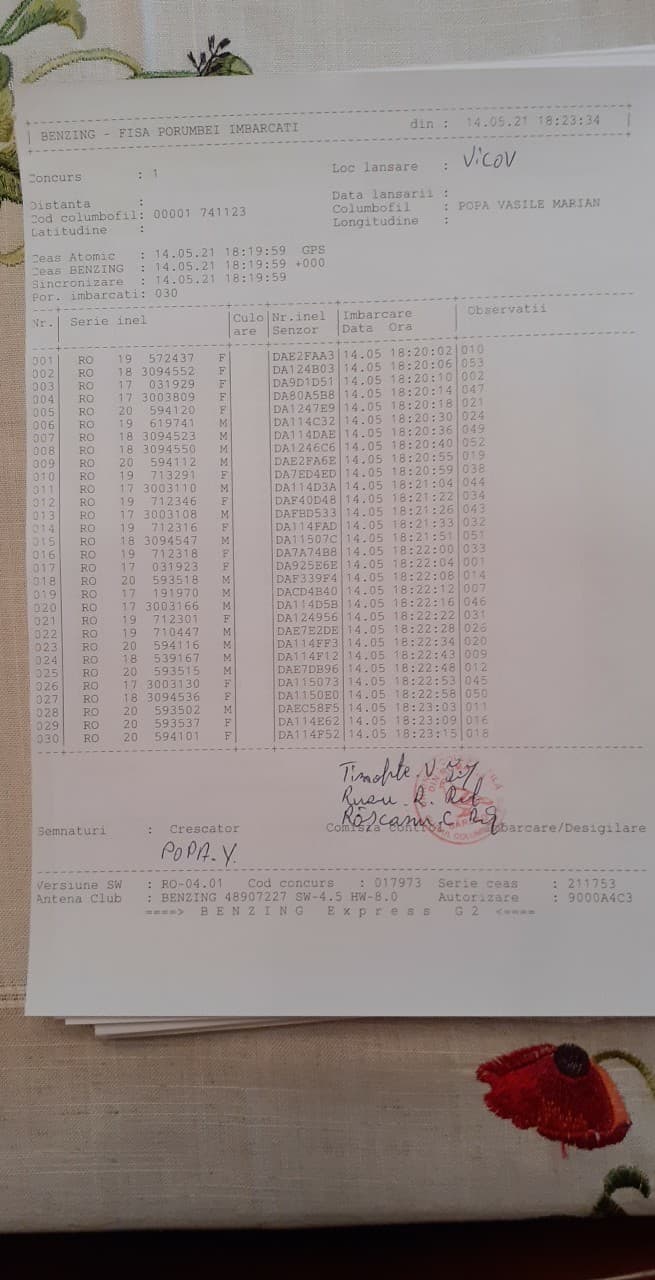 BENZING - FISA PORUMBEI IMBARCATI din : 14.05.21 18:23:34
Concurs : 1 Loc lansare : Vicov
Distanta : Data lansarii :
Cod columbofil: 00001 741123 Columbofil : POPA VASILE MARIAN
Latitudine : Longitudine :
Ceas Atomic : 14.05.21 18:19:59 GPS
Ceas BENZING : 14.05.21 18:19:59 +000
Sincronizare : 14.05.21 18:19:59
Por. imbarcati: 030
Nr. Serie inel Culo Nr.inel Imbarcare Observatii
are Senzor Data Ora
001 RO 19 572437 F DAE2FAA3 14.05 18:20:02 010
002 RO 18 3094552 F DA124B03 14.05 18:20:06 053
003 RO 17 031929 F DA9D1D51 14.05 18:20:10 002
004 RO 17 3003809 F DA80A5B8 14.05 18:20:14 047
005 RO 20 594120 F DA1247E9 14.05 18:20:18 021
006 RO 19 619741 M DA114C32 14.05 18:20:30 024
007 RO 18 3094523 M DA114DAE 14.05 18:20:36 049
008 RO 18 3094550 M DA1246C6 14.05 18:20:40 052
009 RO 20 594112 M DAE2FA6E 14.05 18:20:55 019
010 RO 19 713291 F DA7ED4ED 14.05 18:20:59 038
011 RO 17 3003110 M DA114D3A 14.05 18:21:04 044
012 RO 19 712346 F DAF40D48 14.05 18:21:22 034
013 RO 17 3003108 M DAFBD533 14.05 18:21:26 043
014 RO 19 712316 F DA114FAD 14.05 18:21:33 032
015 RO 18 3094547 M DA11507C 14.05 18:21:51 051
016 RO 19 712318 F DA7A74B8 14.05 18:22:00 033
017 RO 17 031923 F DA925E6E 14.05 18:22:04 001
018 RO 20 593518 M DAF339F4 14.05 18:22:08 014
019 RO 17 191970 M DACD4B40 14.05 18:22:12 007
020 RO 17 3003166 M DA114D5B 14.05 18:22:16 046
021 RO 19 712301 F DA124956 14.05 18:22:22 031
022 RO 19 710447 M DAE7E2DE 14.05 18:22:28 026
023 RO 20 594116 M DA114FF3 14.05 18:22:34 020
024 RO 18 539167 M DA114F12 14.05 18:22:43 009
025 RO 20 593515 M DAE7DB96 14.05 18:22:48 012
026 RO 17 3003130 F DA115073 14.05 18:22:53 045
027 RO 18 3094536 F DA1150E0 14.05 18:22:58 050
028 RO 20 593502 M DAEC58F5 14.05 18:23:03 011
029 RO 20 593537 F DA114E62 14.05 18:23:09 016
030 RO 20 594101 F DA114F52 14.05 18:23:15 018
Timofte V
Rusu R.
Roșcanu C.
Semnaturi : Crescator Comisia barcare/Desigilare
POPA.V.
Versiune SW : RO-04.01 Cod concurs : 017973 Serie ceas : 211753
Antena Club : BENZING 48907227 SW-4.5 HW-8.0 Autorizare : 9000A4C3
====> B E N Z I N G E x p r e s s G 2 <====